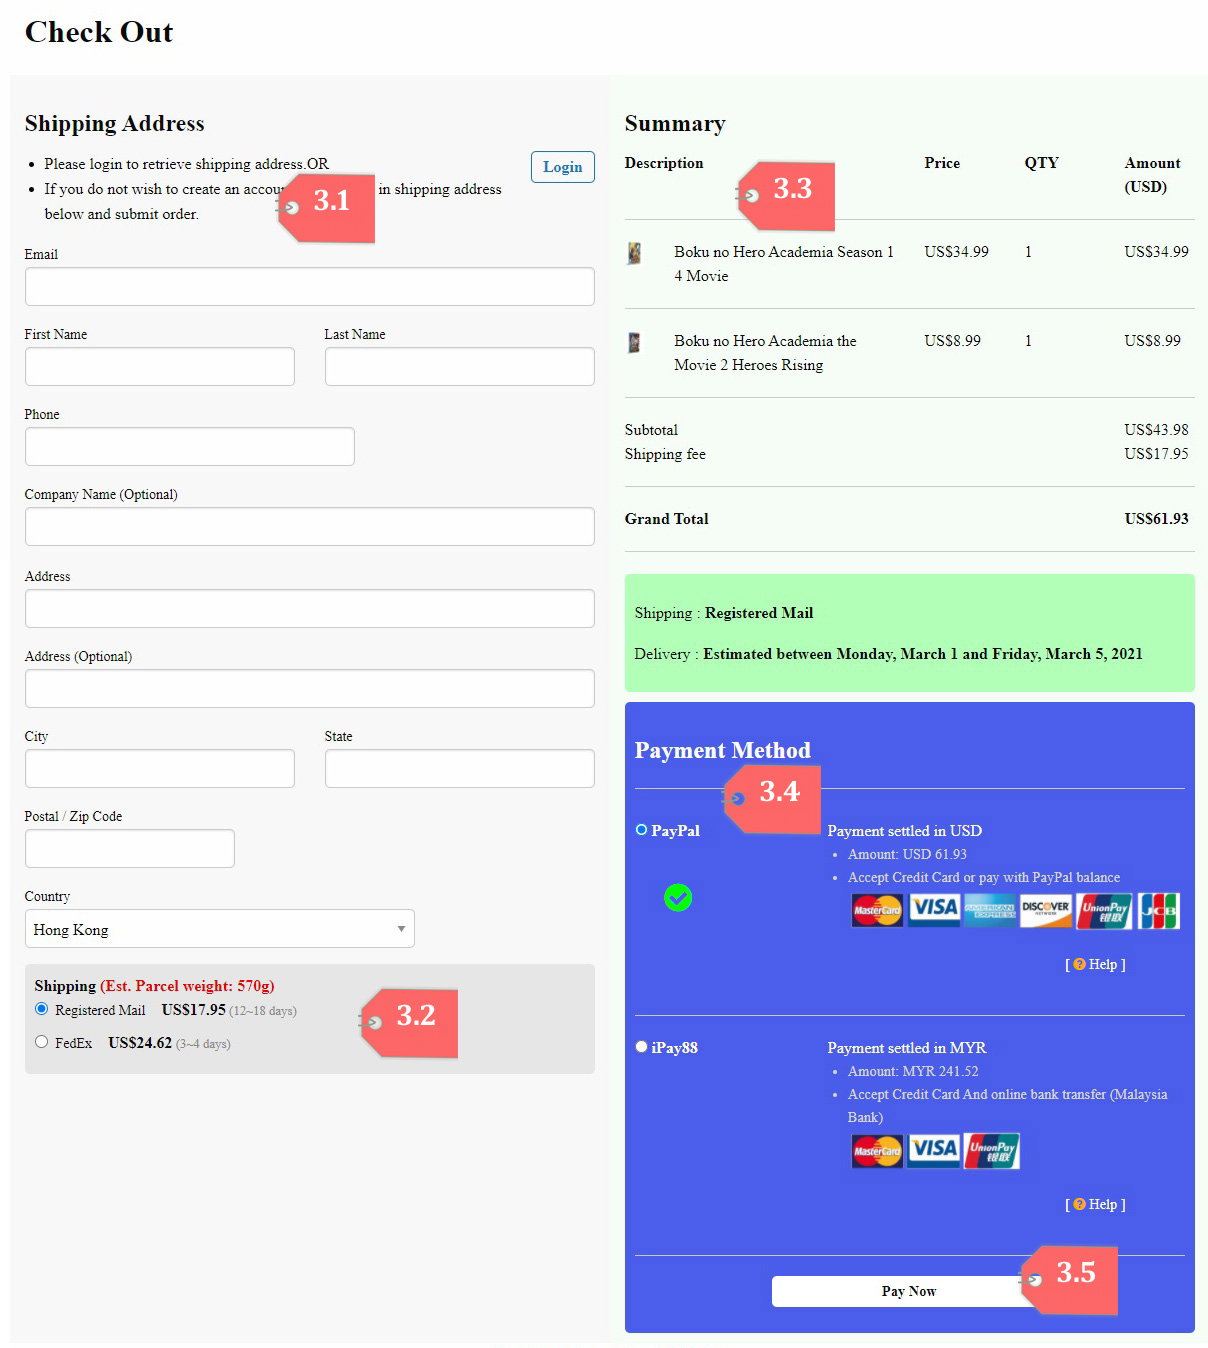 Check Out
Shipping Address
Please login to retrieve shipping address.OR
Login
If you do not wish to create an in shipping address
below and submit order.
3.1
Email
First Name Last Name
Phone
Company Name (Optional)
Address
Address (Optional)
City State
Postal / Zip Code
Country
Hong Kong
Shipping (Est. Parcel weight: 570g)
Registered Mail US$17.95 (12~18 days)
3.2
FedEx US$24.62 (3~4 days)
Summary
Description Price QTY Amount
(USD)
3.3
Boku no Hero Academia Season 1 US$34.99 1 US$34.99
4 Movie
Boku no Hero Academia the US$8.99 1 US$8.99
Movie 2 Heroes Rising
Subtotal US$43.98
Shipping fee US$17.95
Grand Total US$61.93
Shipping : Registered Mail
Delivery : Estimated between Monday, March 1 and Friday, March 5, 2021
Payment Method
3.4
PayPal Payment settled in USD
Amount: USD 61.93
Accept Credit Card or pay with PayPal balance
MasterCard VISA AMERICAN EXPRESS DISCOVER NETWORK UnionPay 银联 JCB
[ ? Help ]
iPay88 Payment settled in MYR
Amount: MYR 241.52
Accept Credit Card And online bank transfer (Malaysia
Bank)
MasterCard VISA UnionPay 银联
[ ? Help ]
3.5
Pay Now